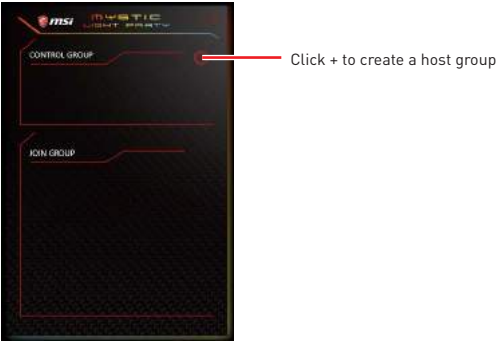 msi MYSTIC
LIGHT PARTY
CONTROL GROUP
Click + to create a host group
JOIN GROUP